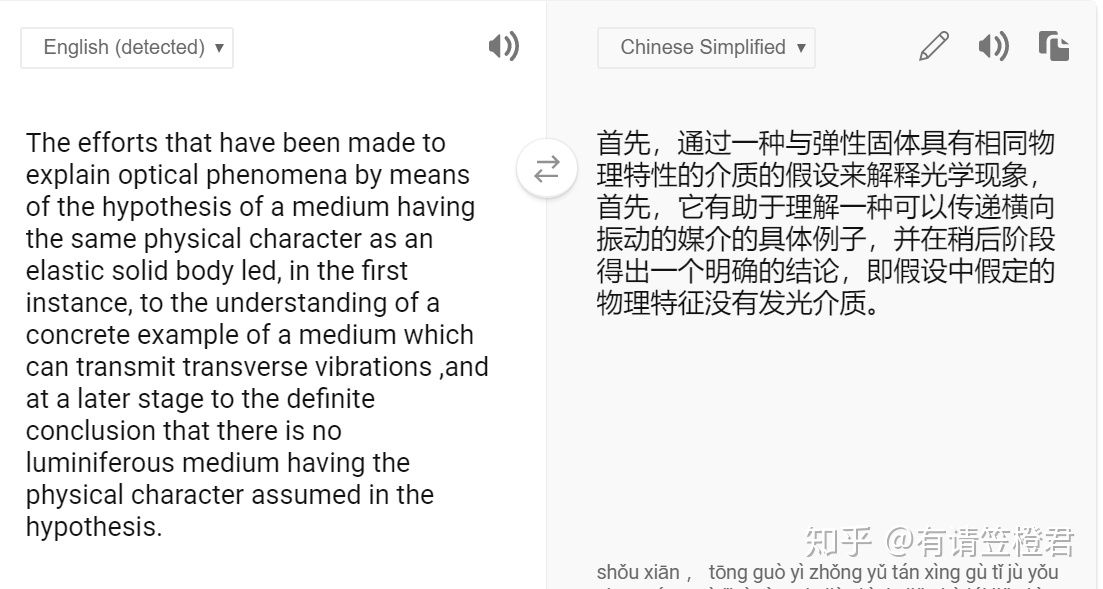 English (detected) ▾
Chinese Simplified ▾
The efforts that have been made to
explain optical phenomena by means
of the hypothesis of a medium having
the same physical character as an
elastic solid body led, in the first
instance, to the understanding of a
concrete example of a medium which
can transmit transverse vibrations ,and
at a later stage to the definite
conclusion that there is no
luminiferous medium having the
physical character assumed in the
hypothesis.
首先，通过一种与弹性固体具有相同物
理特性的介质的假设来解释光学现象，
首先，它有助于理解一种可以传递横向
振动的媒介的具体例子，并在稍后阶段
得出一个明确的结论，即假设中假定的
物理特征没有发光介质。
知乎 @有请笠橙君
shǒu xiān ， tōng guò yì zhǒng yǔ tán xìng gù tǐ jù yǒu